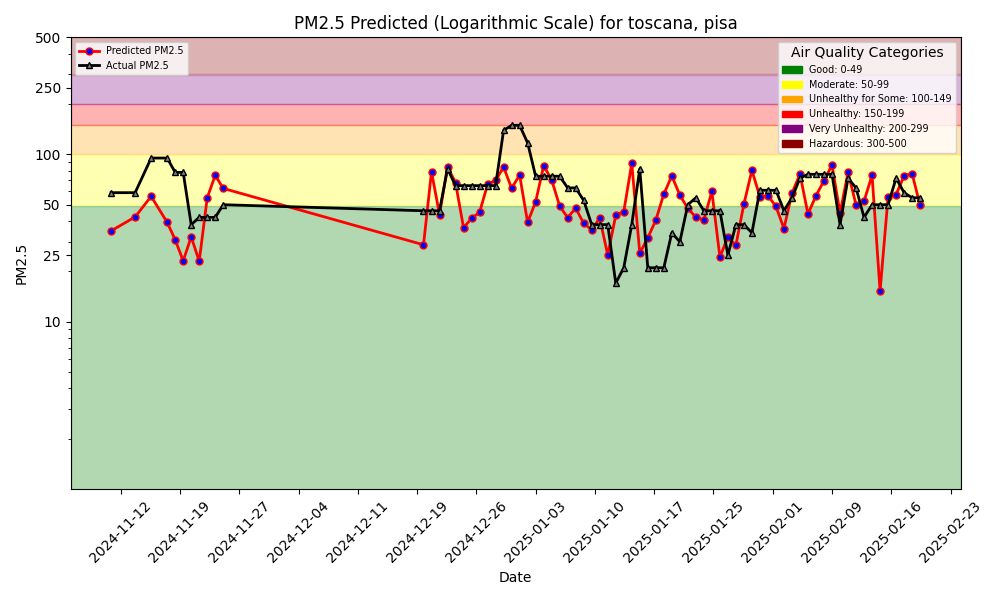 PM2.5 Predicted (Logarithmic Scale) for toscana, pisa
Predicted PM2.5
Actual PM2.5
Air Quality Categories
Good: 0-49
Moderate: 50-99
Unhealthy for Some: 100-149
Unhealthy: 150-199
Very Unhealthy: 200-299
Hazardous: 300-500
PM2.5
500
250
100
50
25
10
2024-11-12
2024-11-19
2024-11-27
2024-12-04
2024-12-11
2024-12-19
2024-12-26
2025-01-03
2025-01-10
2025-01-17
2025-01-25
2025-02-01
2025-02-09
2025-02-16
2025-02-23
Date